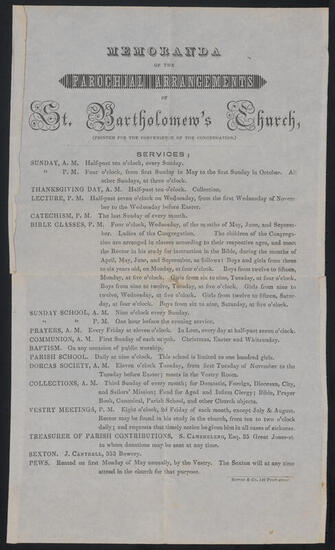 MEMORANDA
OF THE
PAROCHIAL ARRANGEMENTS
OF
St. Bartholomew's Church,
(PRINTED FOR THE CONVENIENCE OF THE CONGREGATION.)
SERVICES;
SUNDAY, A. M. Half-past ten o'clock, every Sunday.
" P. M. Four o'clock, from first Sunday in May to the first Sunday in October. All
other Sundays, at three o'clock.
THANKSGIVING DAY, A. M. Half-past ten o'clock. Collection.
LECTURE, P. M. Half-past seven o'clock on Wednesday, from the first Wednesday of Novem-
ber to the Wednesday before Easter.
CATECHISM, P. M. The last Sunday of every month.
BIBLE CLASSES, P. M. Four o'clock, Wednesday, of the months of May, June, and Septem-
ber. Ladies of the Congregation. The children of the Congrega-
tion are arranged in classes according to their respective ages, and meet
the Rector in his study for instruction in the Bible, during the months of
April, May, June, and September, as follows: Boys and girls from three
to six years old, on Monday, at four o'clock. Boys from twelve to fifteen,
Monday, at five o'clock. Girls from six to nine, Tuesday, at four o'clock.
Boys from nine to twelve, Tuesday, at five o'clock. Girls from nine to
twelve, Wednesday, at five o'clock. Girls from twelve to fifteen, Satur-
day, at four o'clock. Boys from six to nine, Saturday, at five o'clock.
SUNDAY SCHOOL, A. M. Nine o'clock every Sunday.
" " P. M. One hour before the evening service.
PRAYERS, A. M. Every Friday at eleven o'clock. In Lent, every day at half-past seven o'clock.
COMMUNION, A. M. First Sunday of each month. Christmas, Easter and Whitsunday.
BAPTISM. On any occasion of public worship.
PARISH SCHOOL. Daily at nine o'clock. This school is limited to one hundred girls.
DORCAS SOCIETY, A. M. Eleven o'clock Tuesday, from first Tuesday of November to the
Tuesday before Easter; meets in the Vestry Room.
COLLECTIONS, A. M. Third Sunday of every month; for Domestic, Foreign, Diocesan, City,
and Sailors' Mission; Fund for Aged and Infirm Clergy; Bible, Prayer
Book, Communion, Parish School, and other Church objects.
VESTRY MEETINGS, P. M. Eight o'clock, 2d Friday of each month, except July & August.
Rector may be found in his study in the church, from ten to two o'clock
daily; and requests that timely notice be given him in all cases of sickness.
TREASURER OF PARISH CONTRIBUTIONS, S. Cambreleng, Esq. 35 Great Jones-st
to whom donations may be sent at any time.
SEXTON. J. Cantrell, 353 Bowery.
PEWS. Rented on first Monday of May annually, by the Vestry. The Sexton will at any time
attend in the church for that purpose.